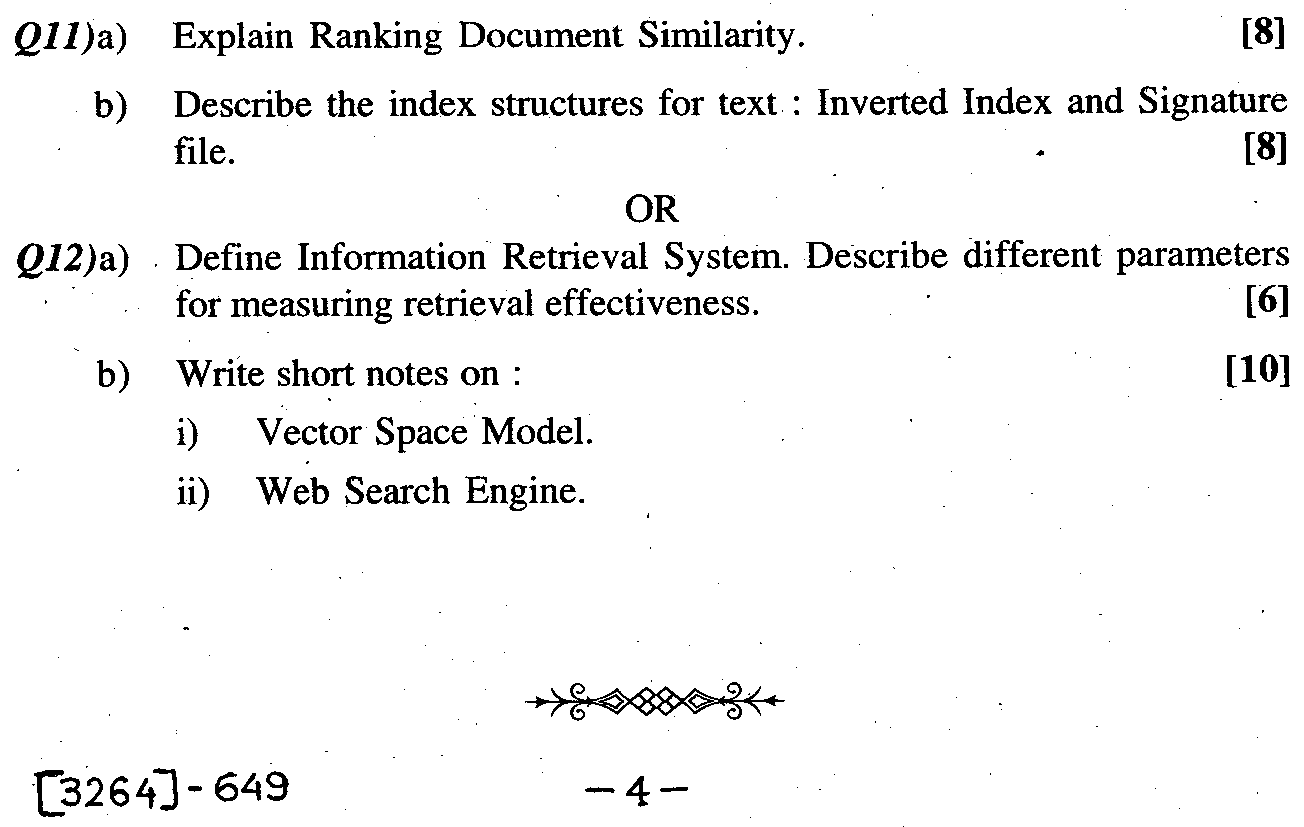 Q11)a) Explain Ranking Document Similarity. [8]
b) Describe the index structures for text : Inverted Index and Signature
file. [8]
OR
Q12)a) Define Information Retrieval System. Describe different parameters
for measuring retrieval effectiveness. [6]
b) Write short notes on : [10]
i) Vector Space Model.
ii) Web Search Engine.
[3264]-649 -4-